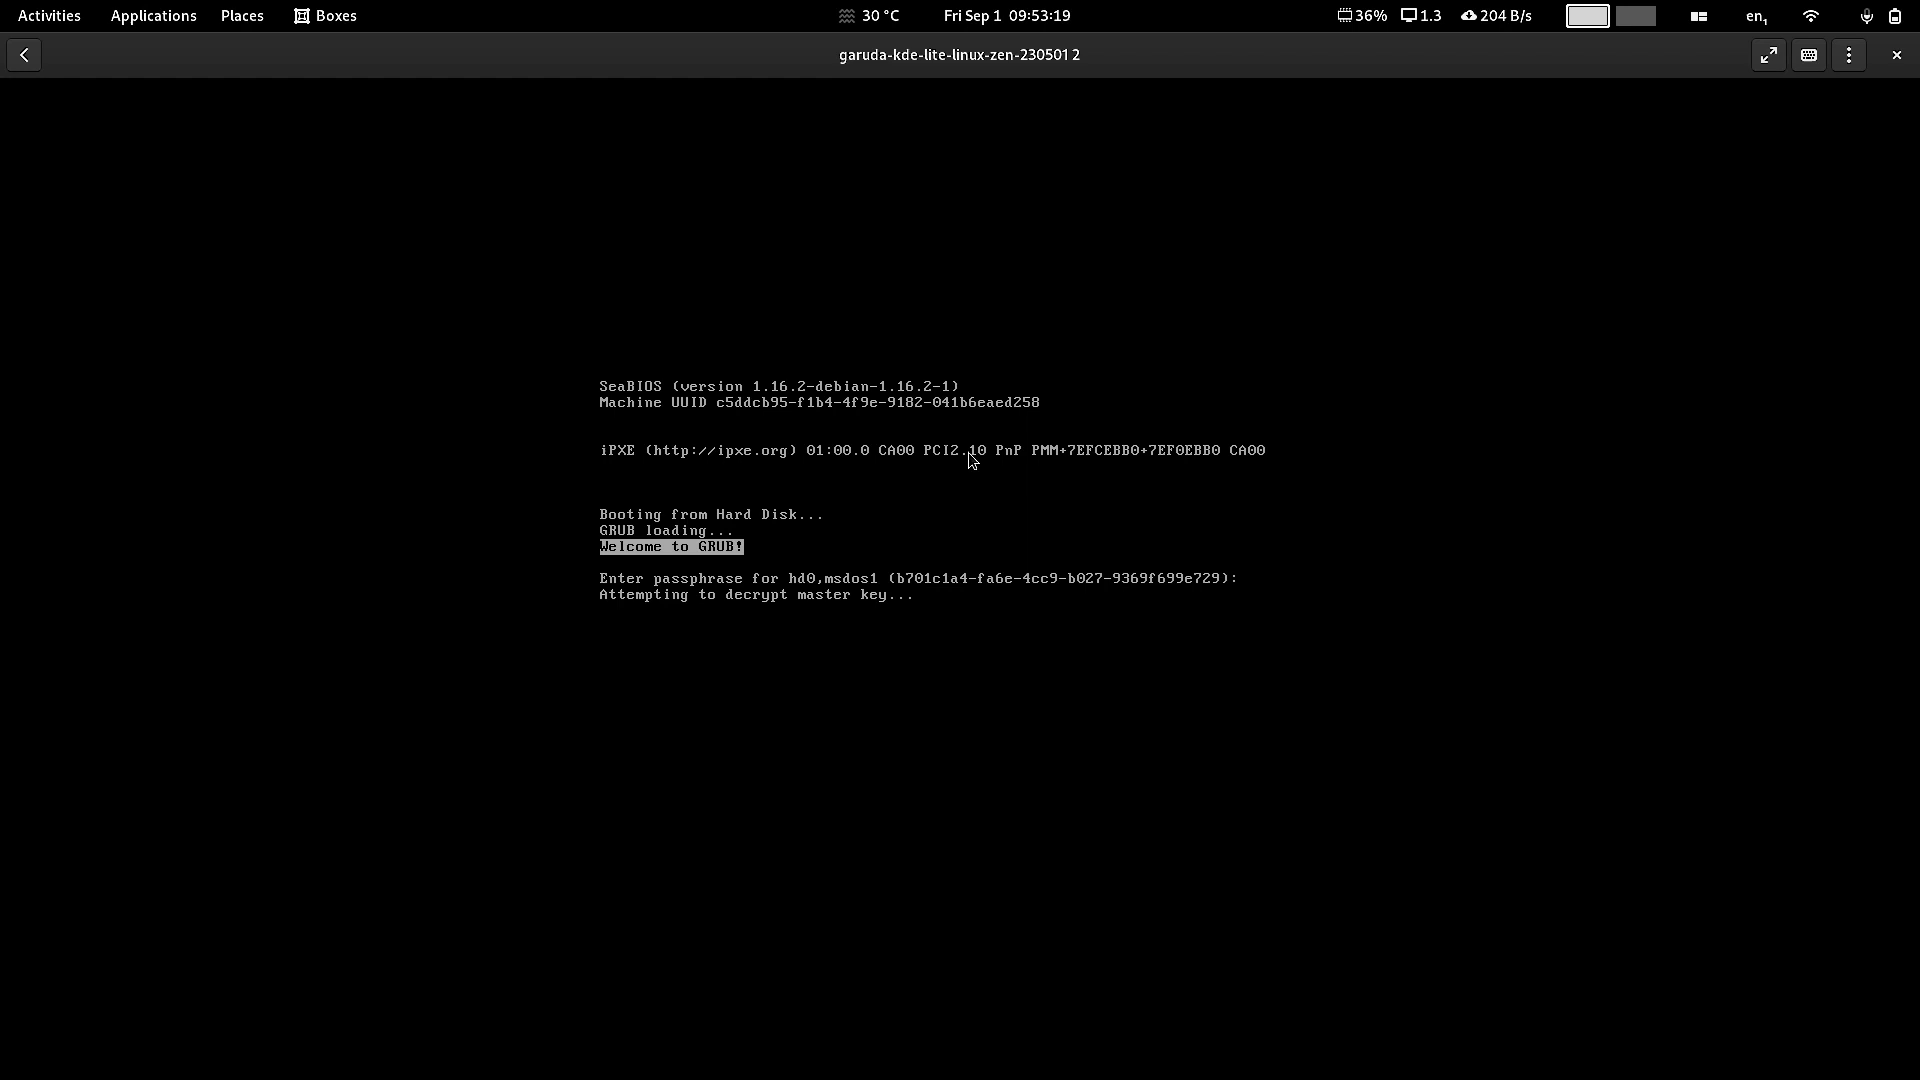 Activities Applications Places Boxes 30 °C Fri Sep 1 09:53:19 36% 1.3 204 B/s en1
garuda-kde-lite-linux-zen-230501 2
SeaBIOS (version 1.16.2-debian-1.16.2-1)
Machine UUID c5ddcb95-f1b4-4f9e-9182-041b6eaed258
iPXE (http://ipxe.org) 01:00.0 CA00 PCI2.10 PnP PMM+7EFCEBB0+7EF0EBB0 CA00
Booting from Hard Disk...
GRUB loading...
Welcome to GRUB!
Enter passphrase for hd0,msdos1 (b701c1a4-fa6e-4cc9-b027-9369f699e729):
Attempting to decrypt master key...